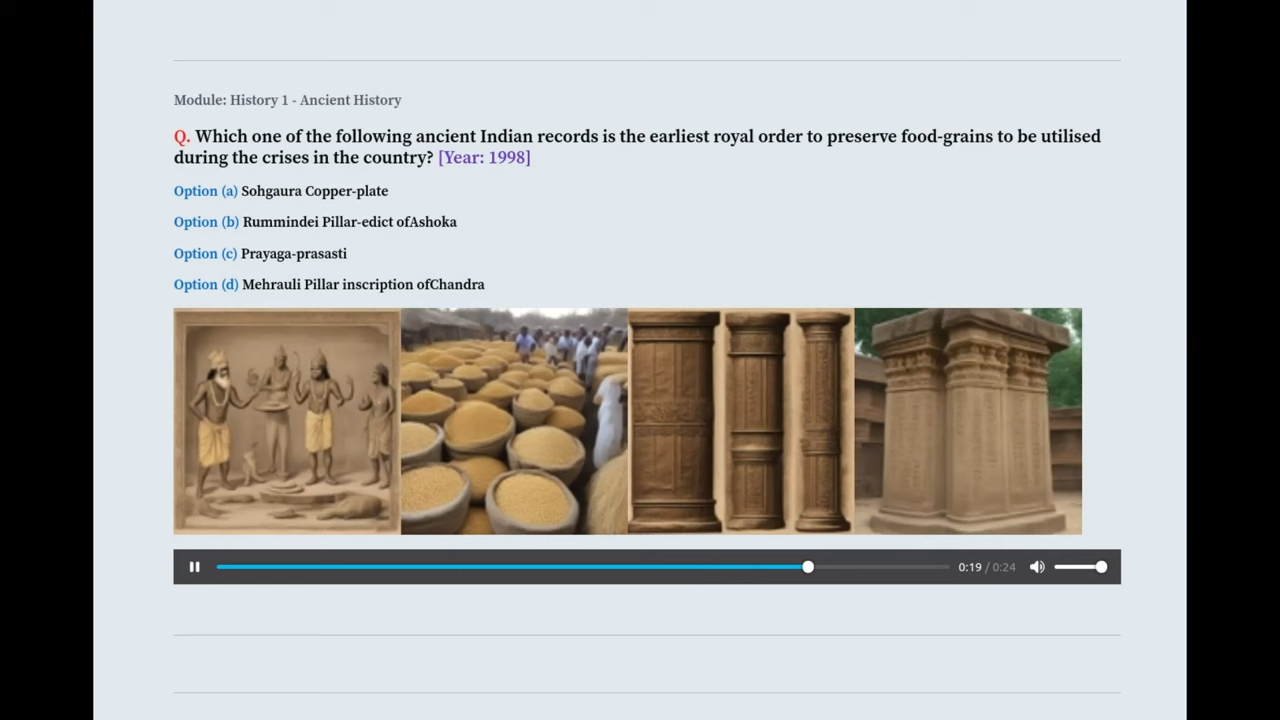 Module: History 1 - Ancient History
Q. Which one of the following ancient Indian records is the earliest royal order to preserve food-grains to be utilised
during the crises in the country? [Year: 1998]
Option (a) Sohgaura Copper-plate
Option (b) Rummindei Pillar-edict ofAshoka
Option (c) Prayaga-prasasti
Option (d) Mehrauli Pillar inscription ofChandra
0:19 / 0:24